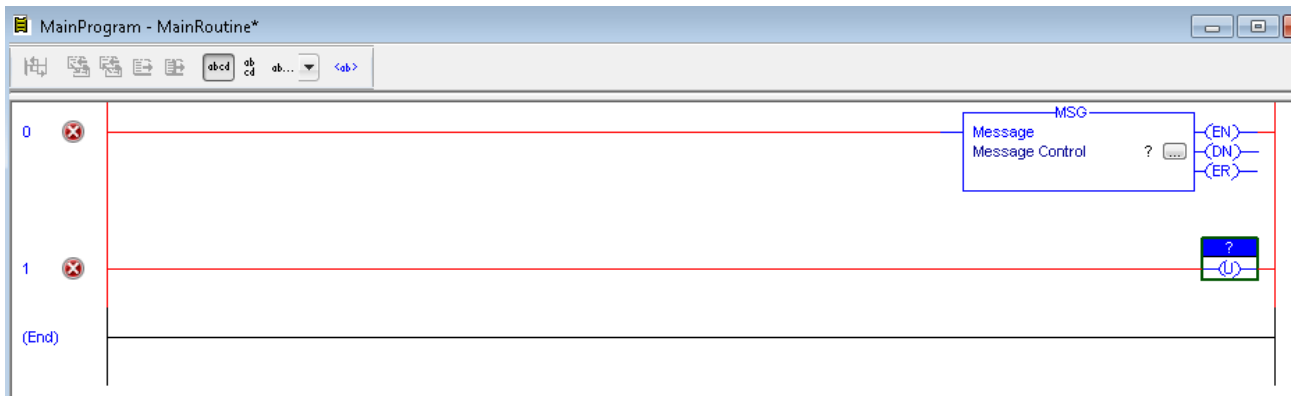 MainProgram - MainRoutine*
abcd ab cd ab... <ab>
0
MSG
Message
Message Control ? ...
(EN)
(DN)
(ER)
1
?
(U)
(End)